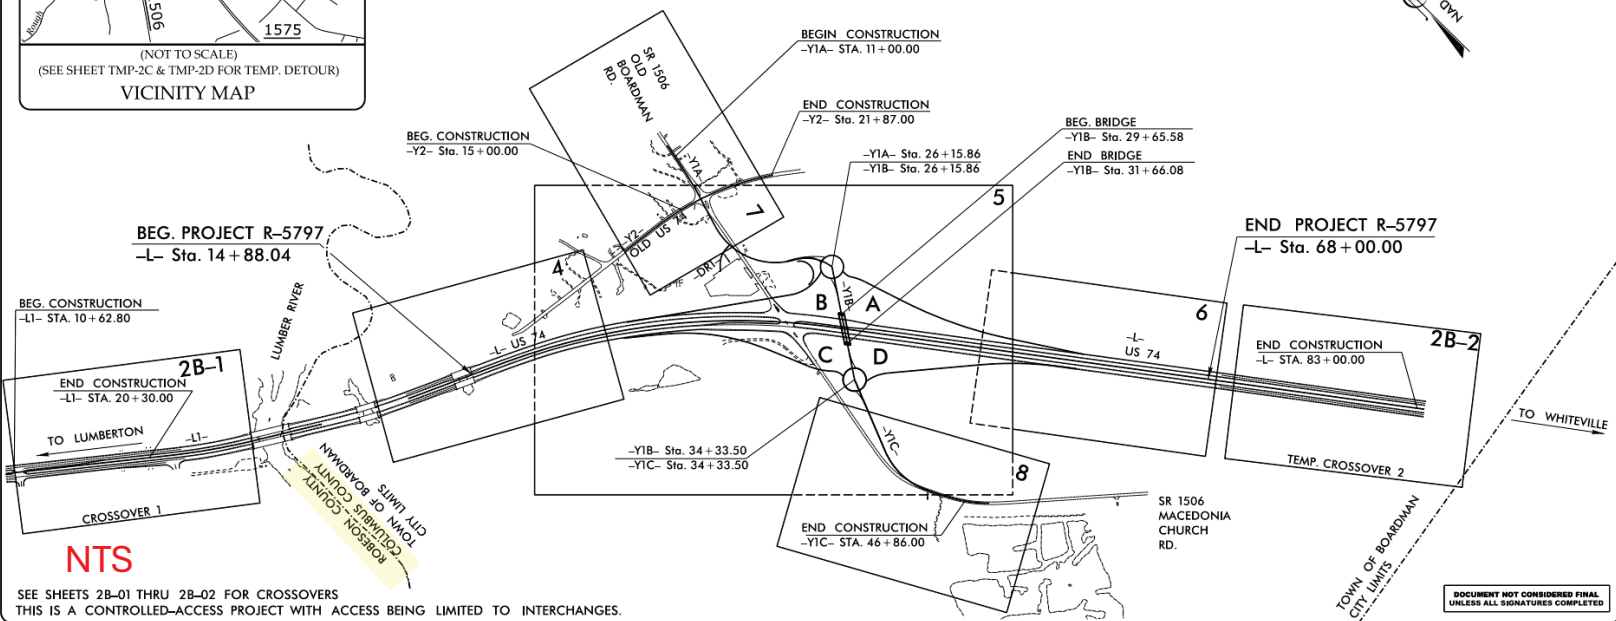 Rough
1506
1575
(NOT TO SCALE)
(SEE SHEET TMP-2C & TMP-2D FOR TEMP. DETOUR)
VICINITY MAP
NAD
SR 1506
OLD
BOARDMAN
RD.
BEGIN CONSTRUCTION
-Y1A- STA. 11+00.00
END CONSTRUCTION
-Y2- Sta. 21+87.00
BEG. CONSTRUCTION
-Y2- Sta. 15+00.00
BEG. BRIDGE
-Y1B- Sta. 29+65.58
END BRIDGE
-Y1B- Sta. 31+66.08
-Y1A- Sta. 26+15.86
-Y1B- Sta. 26+15.86
-Y1A-
7
5
-Y2-
OLD US 74
-DR1-
BEG. PROJECT R-5797
-L- Sta. 14+88.04
END PROJECT R-5797
-L- Sta. 68+00.00
4
-Y1B-
B
A
C
D
6
-L-
US 74
2B-2
END CONSTRUCTION
-L- STA. 83+00.00
TO WHITEVILLE
TEMP. CROSSOVER 2
BEG. CONSTRUCTION
-L1- STA. 10+62.80
LUMBER RIVER
-L- US 74
2B-1
END CONSTRUCTION
-L1- STA. 20+30.00
TO LUMBERTON
-L1-
CROSSOVER 1
ROBESON COUNTY
COLUMBUS COUNTY
TOWN OF BOARDMAN
CITY LIMITS
-Y1B- Sta. 34+33.50
-Y1C- Sta. 34+33.50
-Y1C-
8
END CONSTRUCTION
-Y1C- STA. 46+86.00
SR 1506
MACEDONIA
CHURCH
RD.
TOWN OF BOARDMAN
CITY LIMITS
NTS
SEE SHEETS 2B-01 THRU 2B-02 FOR CROSSOVERS
THIS IS A CONTROLLED-ACCESS PROJECT WITH ACCESS BEING LIMITED TO INTERCHANGES.
DOCUMENT NOT CONSIDERED FINAL
UNLESS ALL SIGNATURES COMPLETED